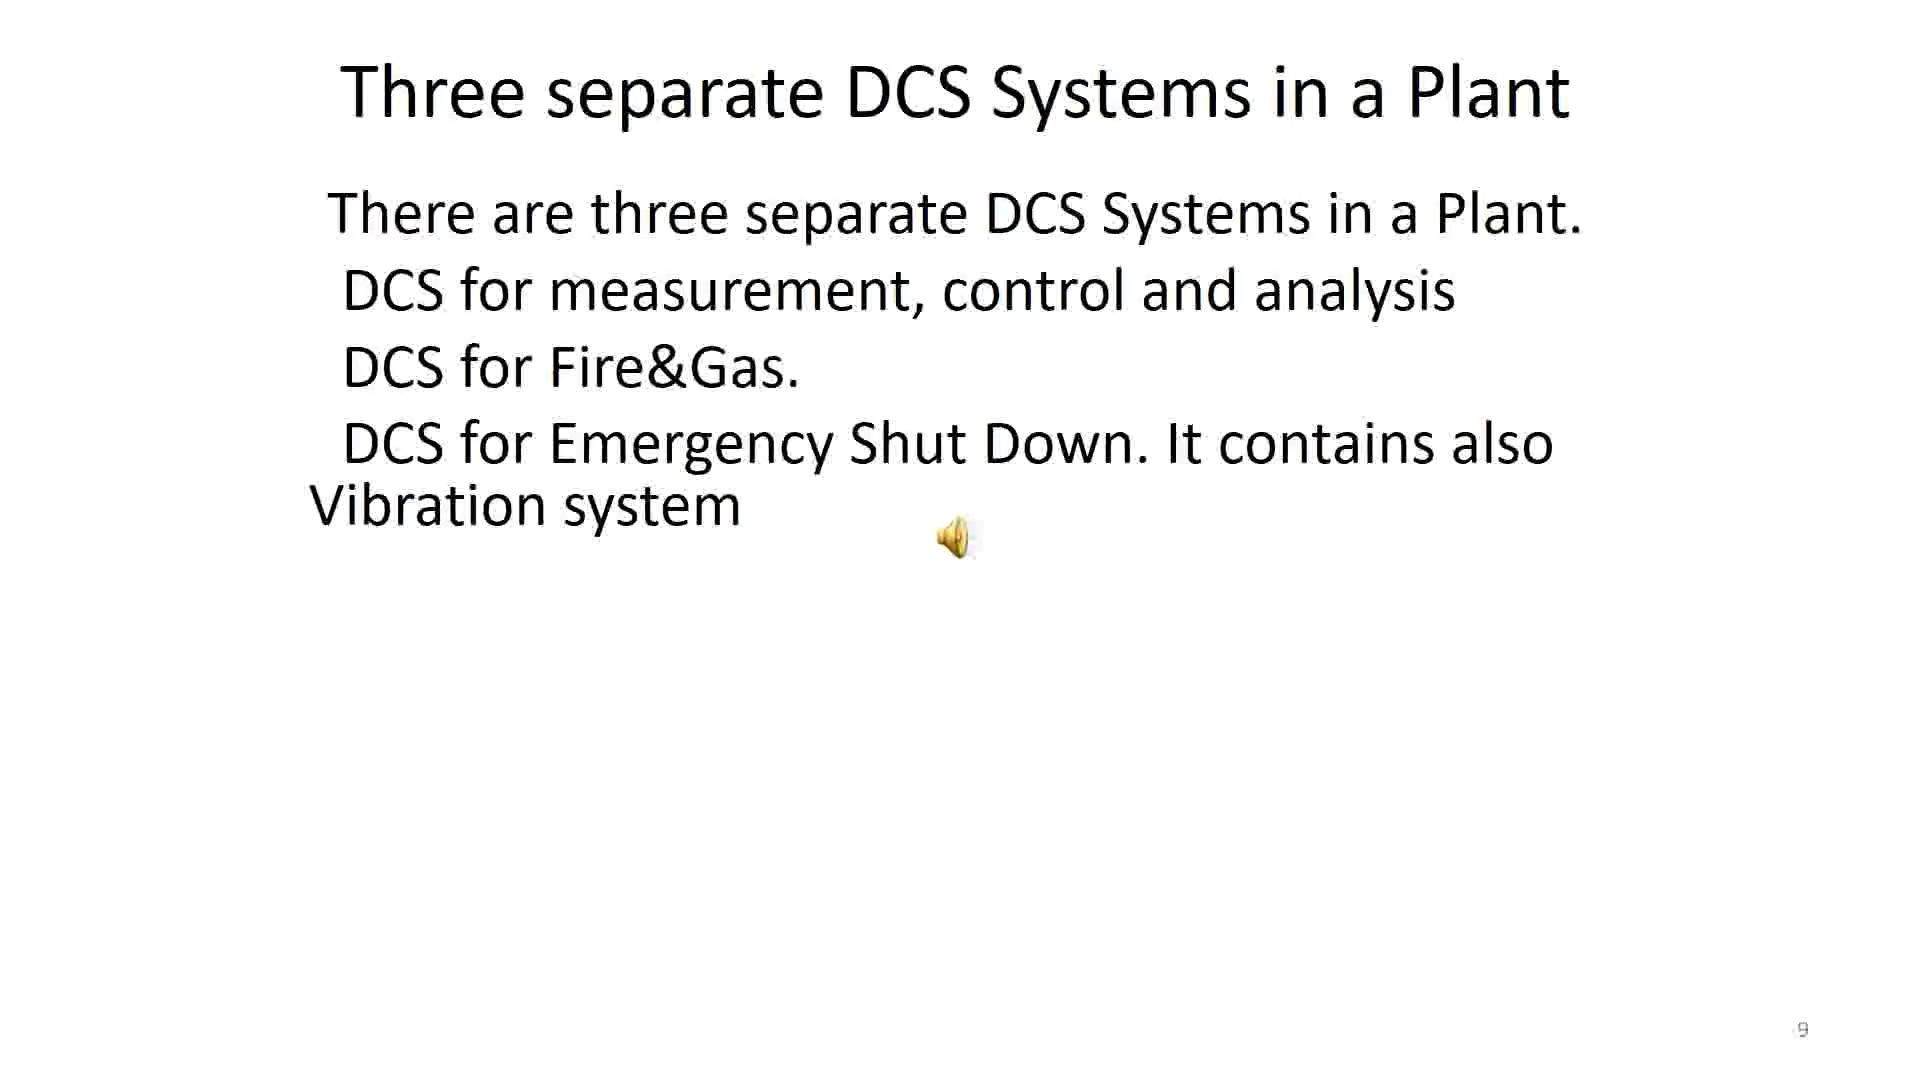 Three separate DCS Systems in a Plant
There are three separate DCS Systems in a Plant.
DCS for measurement, control and analysis
DCS for Fire&Gas.
DCS for Emergency Shut Down. It contains also
Vibration system
9